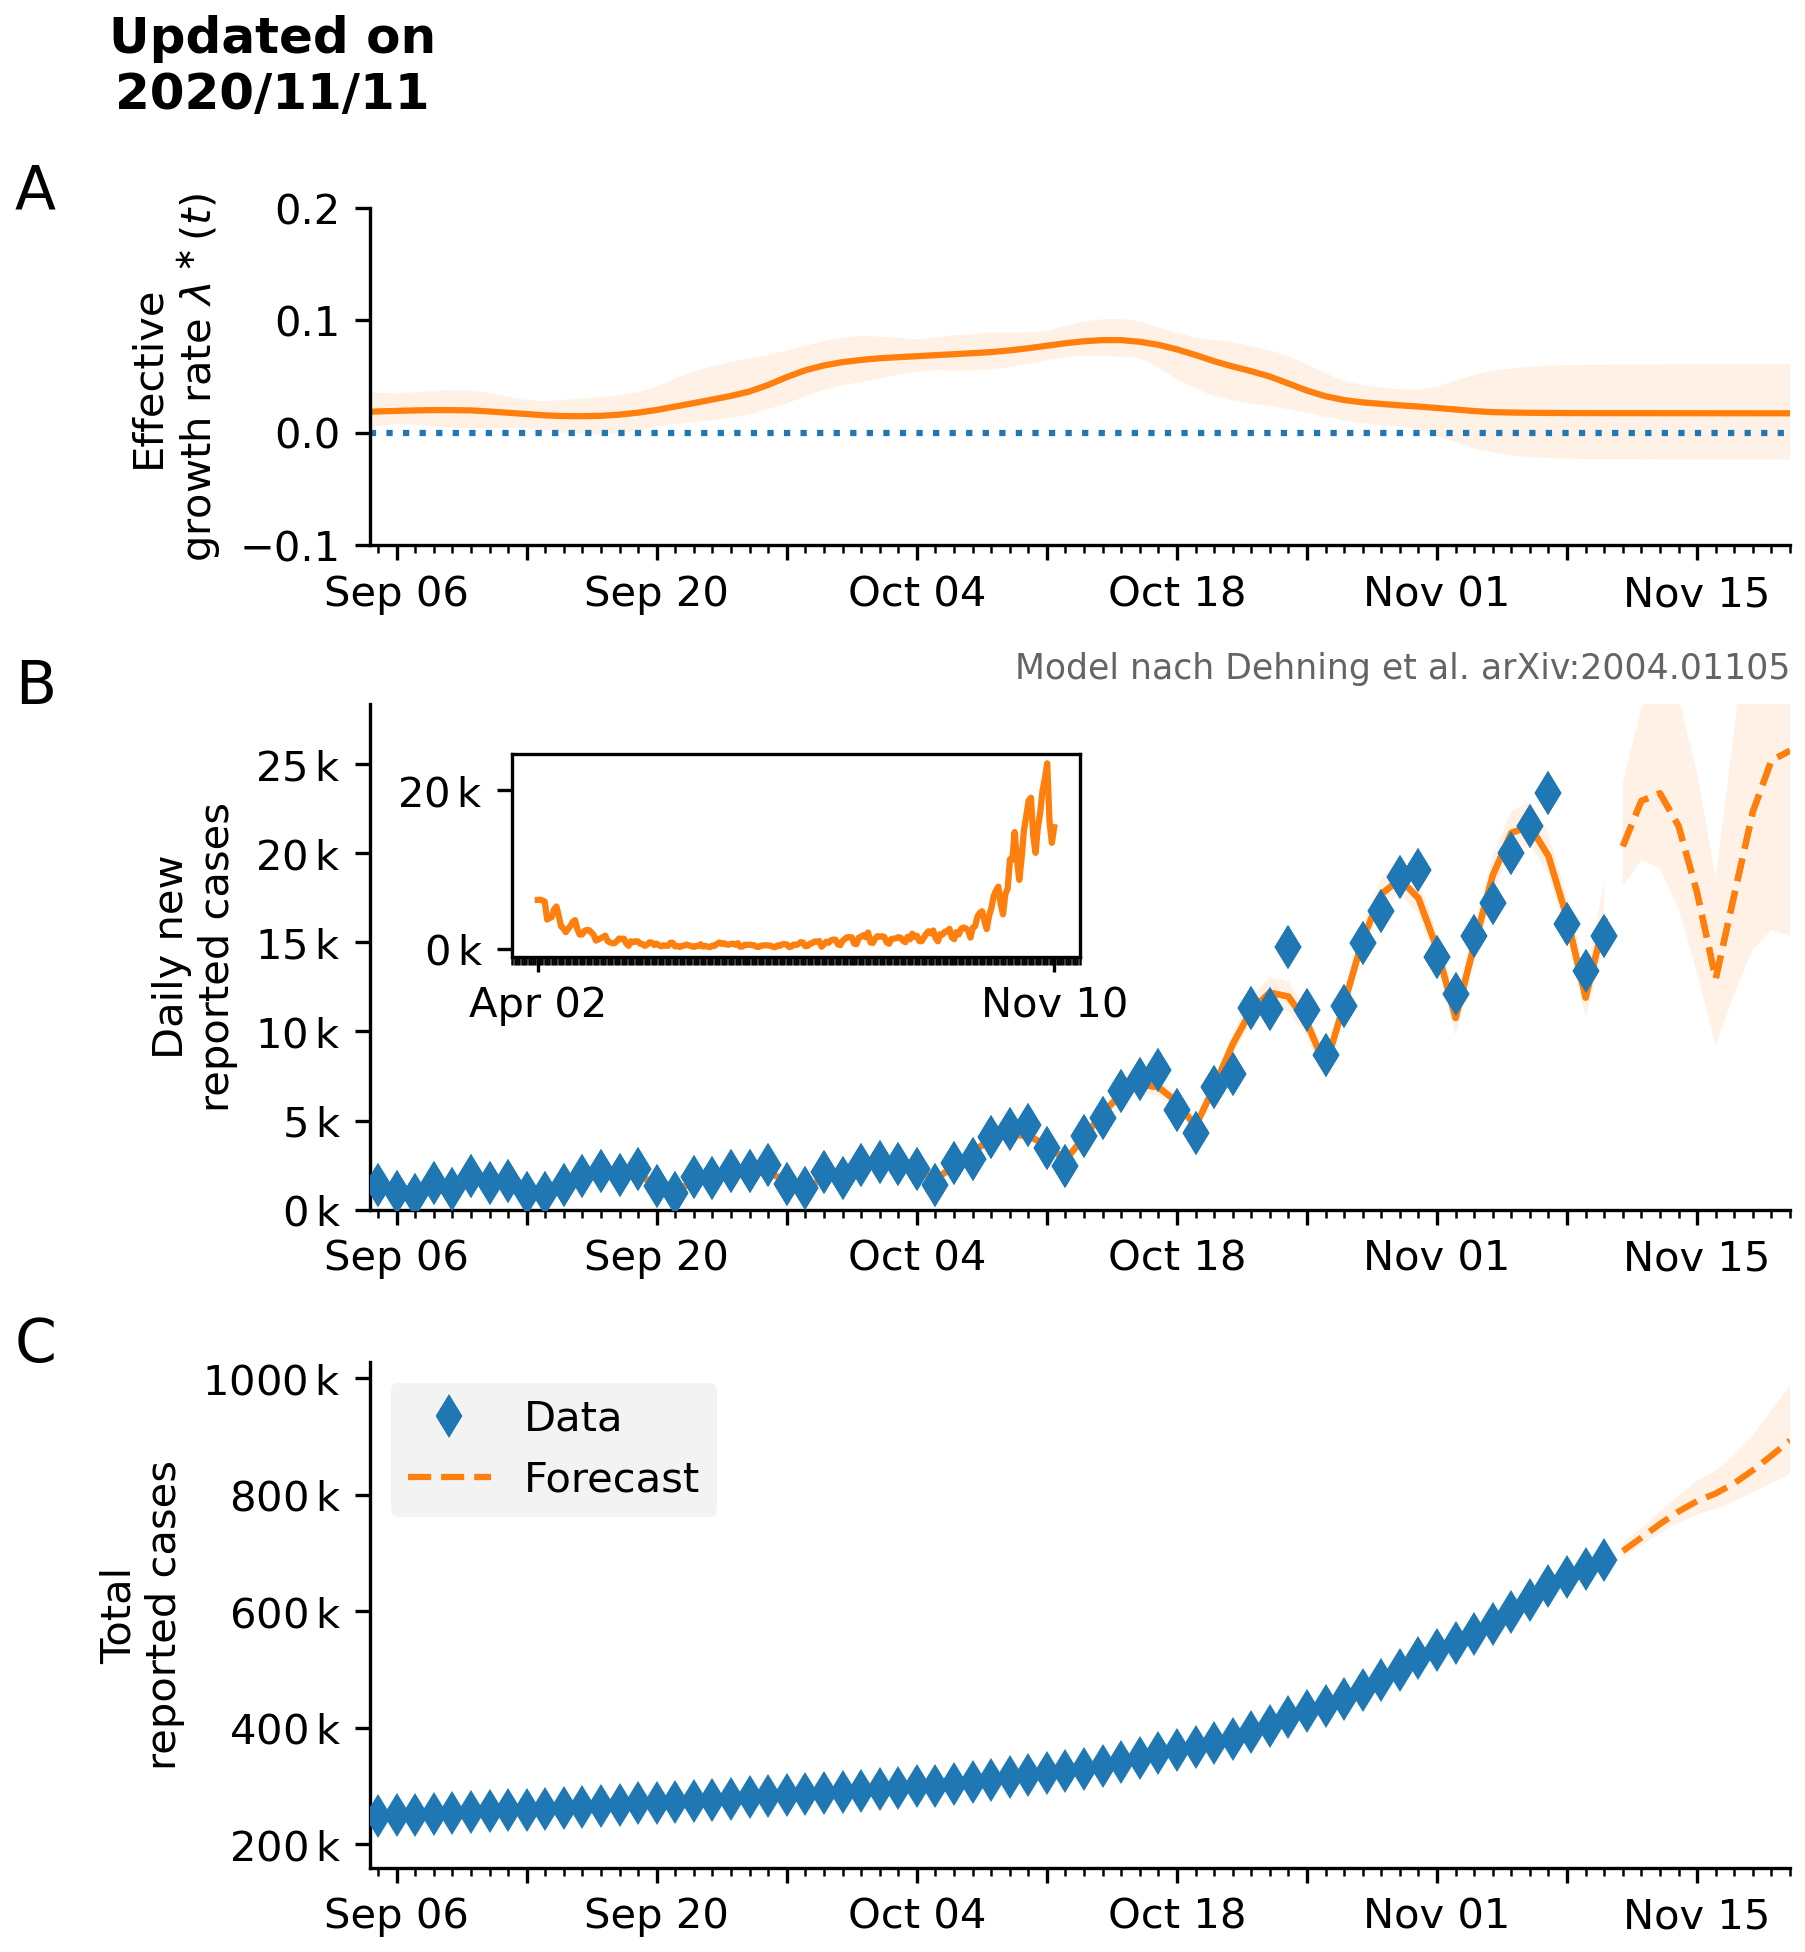 Updated on
2020/11/11
A
Effective
growth rate λ * (t)
0.2
0.1
0.0
−0.1
Sep 06
Sep 20
Oct 04
Oct 18
Nov 01
Nov 15
Model nach Dehning et al. arXiv:2004.01105
B
Daily new
reported cases
25 k
20 k
15 k
10 k
5 k
0 k
20 k
0 k
Apr 02
Nov 10
Sep 06
Sep 20
Oct 04
Oct 18
Nov 01
Nov 15
C
Total
reported cases
1000 k
800 k
600 k
400 k
200 k
Data
Forecast
Sep 06
Sep 20
Oct 04
Oct 18
Nov 01
Nov 15